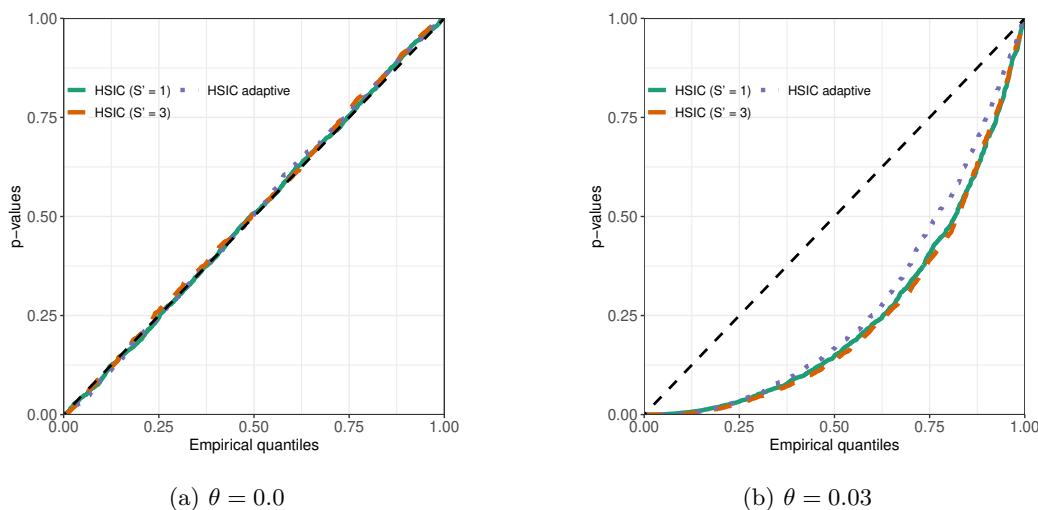 1.00
0.75
0.50
0.25
0.00
p-values
HSIC (S' = 1)
HSIC adaptive
HSIC (S' = 3)
0.00 0.25 0.50 0.75 1.00
Empirical quantiles
(a) θ = 0.0
1.00
0.75
0.50
0.25
0.00
p-values
HSIC (S' = 1)
HSIC adaptive
HSIC (S' = 3)
0.00 0.25 0.50 0.75 1.00
Empirical quantiles
(b) θ = 0.03